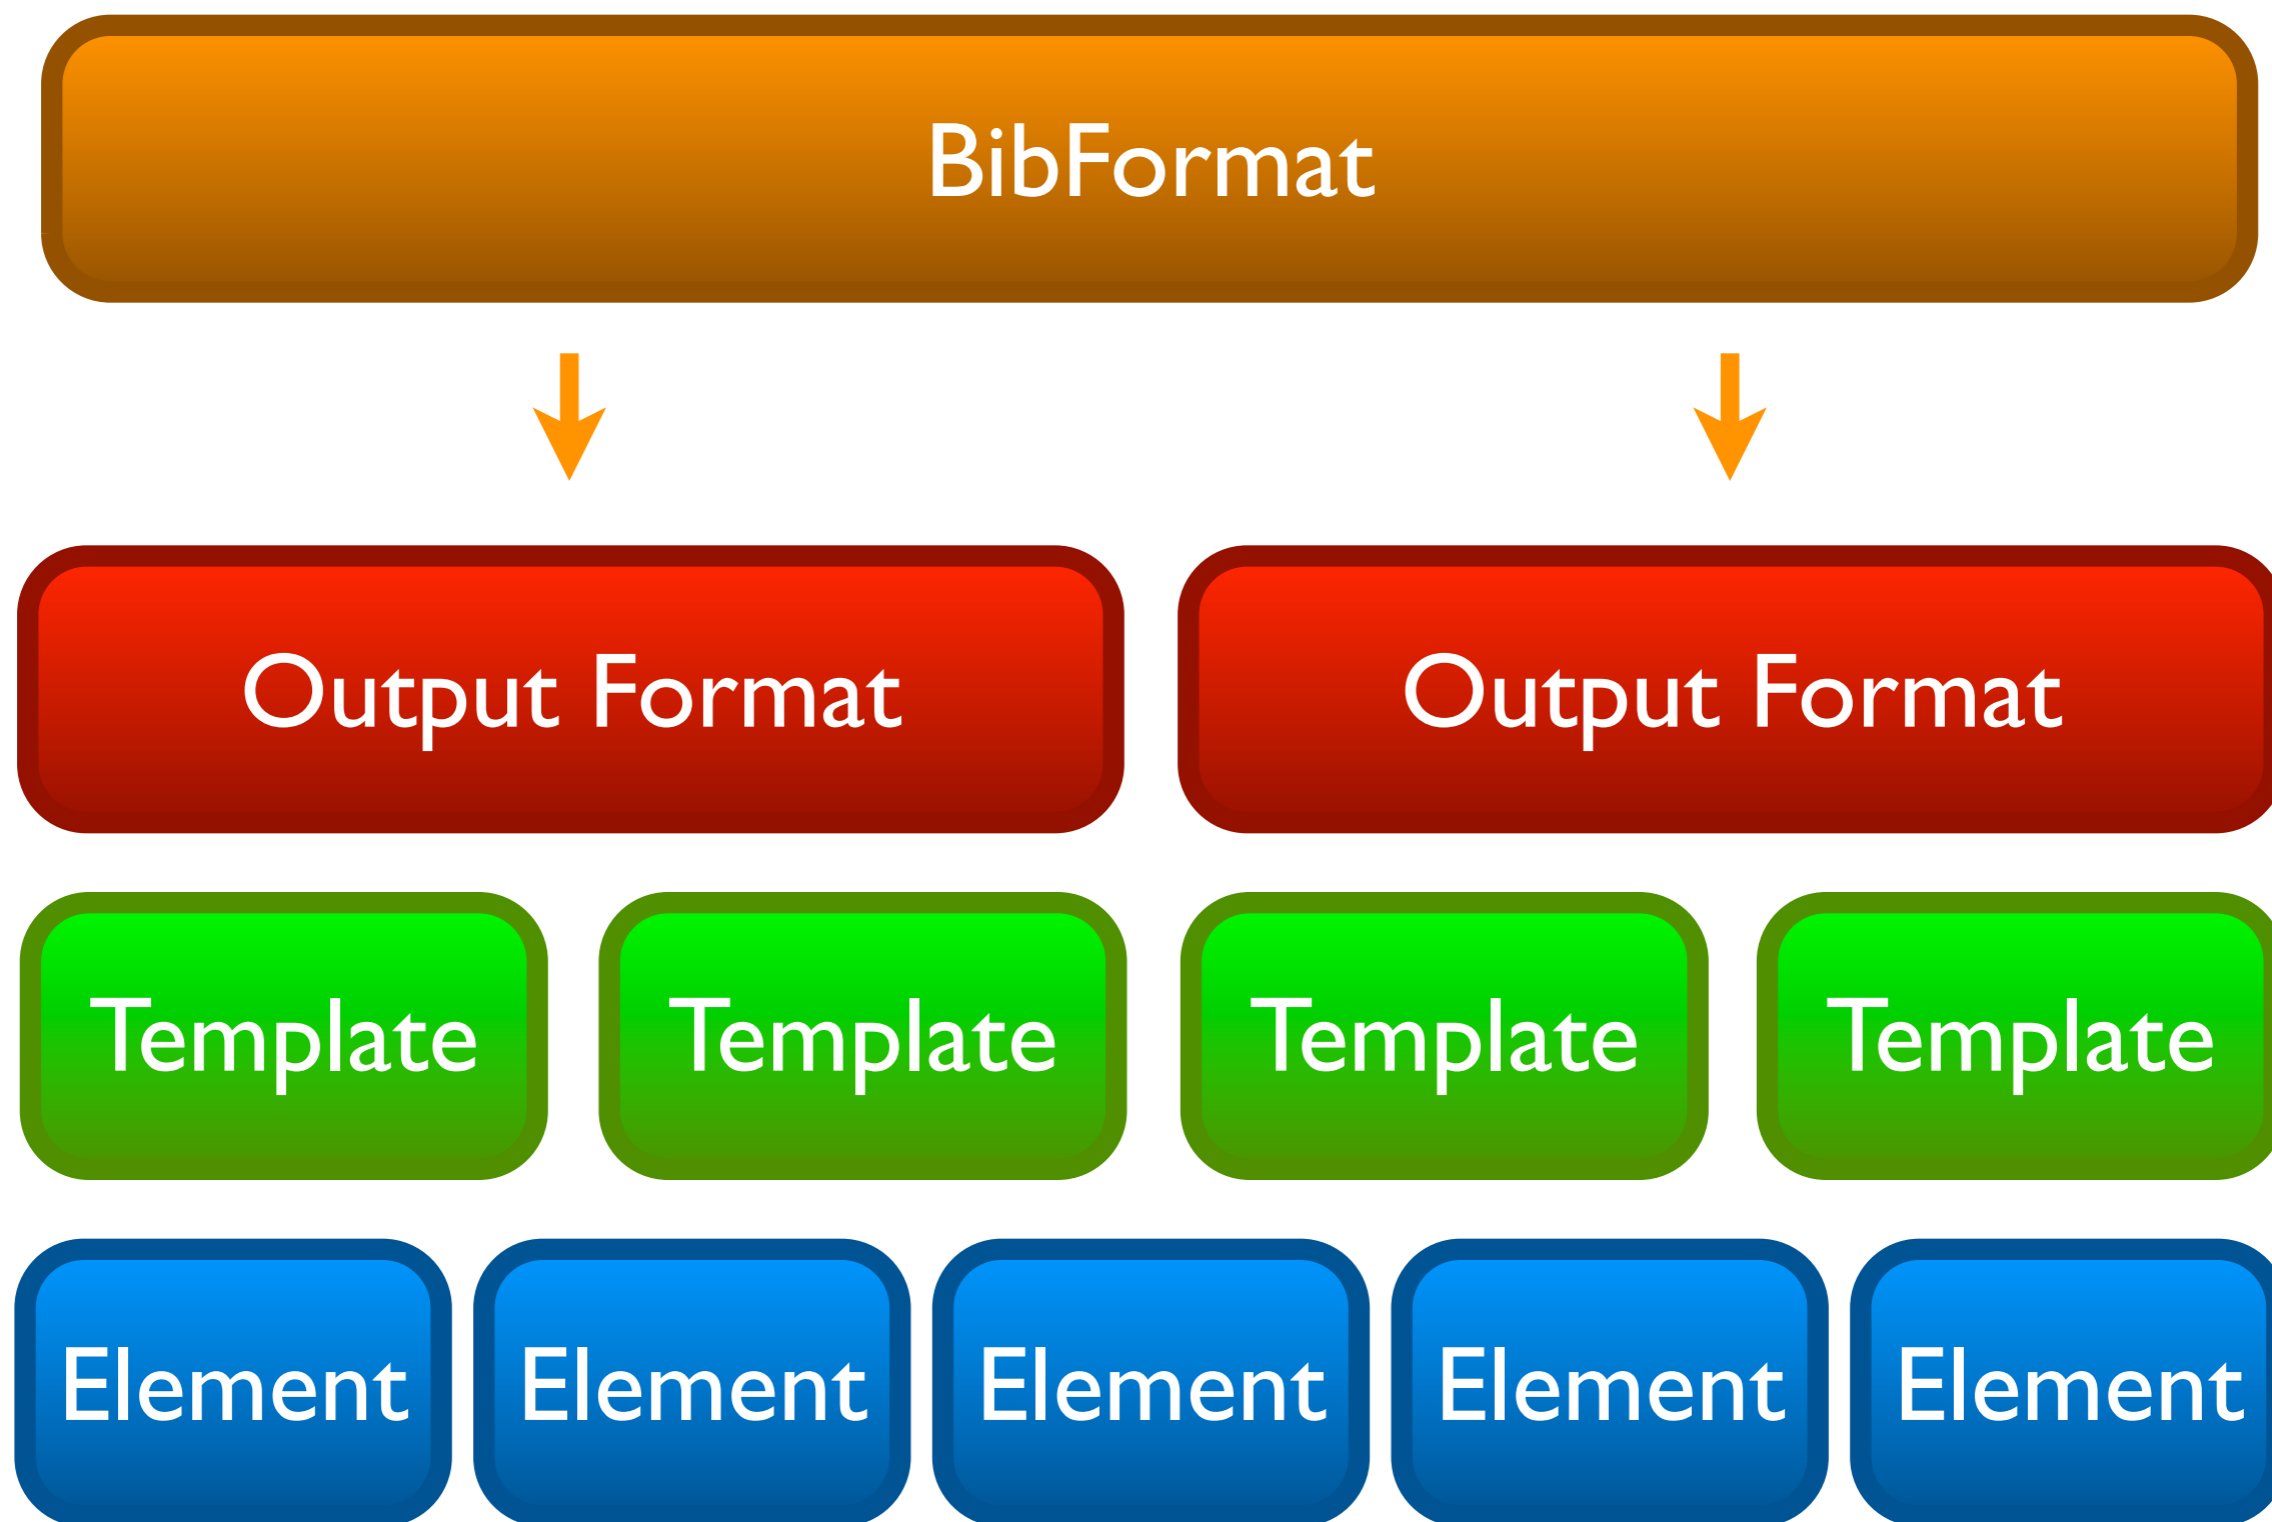 BibFormat
Output Format Output Format
Template Template Template Template
Element Element Element Element Element